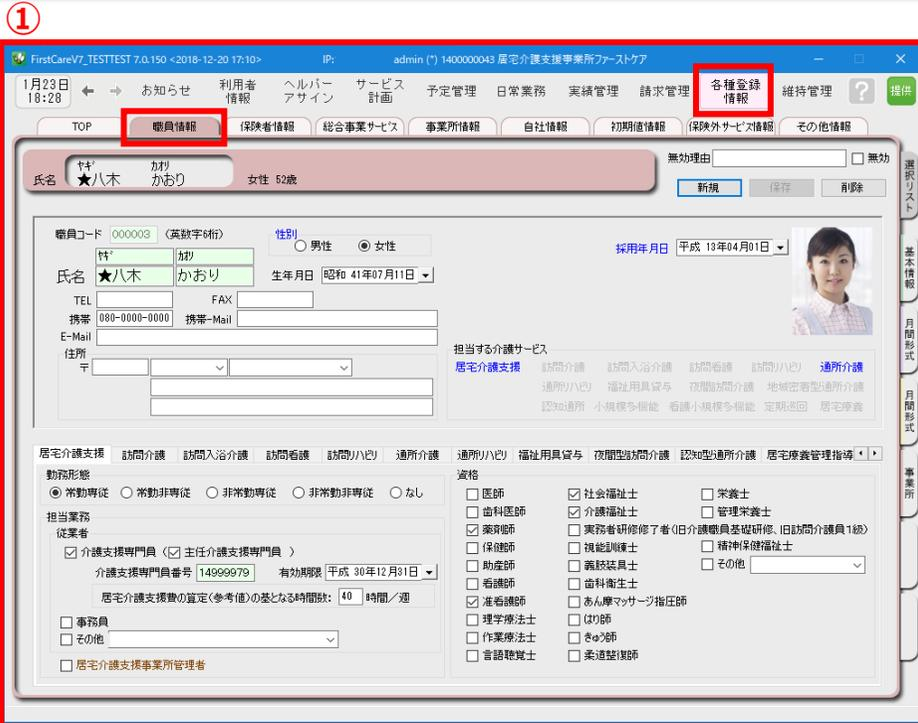 ①
FirstCareV7_TESTTEST 7.0.150 <2018-12-20 17:10> IP: admin (*) 1400000043 居宅介護支援事業所ファーストケア
1月23日 18:28 お知らせ 利用者情報 ヘルパーアサイン サービス計画 予定管理 日常業務 実績管理 請求管理 各種登録情報 維持管理 ? 提供
TOP 職員情報 保険者情報 総合事業サービス 事業所情報 自社情報 初期値情報 保険外サービス情報 その他情報
無効理由 無効
ﾔｷﾞ ｶｵﾘ
氏名 ★八木 かおり 女性 52歳
新規 保存 削除
選択リスト
基本情報
月間形式
月間形式
事業所
職員コード 000003 (英数字6桁) 性別 男性 女性
採用年月日 平成 13年04月01日
ﾔｷﾞ ｶｵﾘ
氏名 ★八木 かおり 生年月日 昭和 41年07月11日
TEL FAX
携帯 080-0000-0000 携帯-Mail
E-Mail
住所
〒
担当する介護サービス
居宅介護支援 訪問介護 訪問入浴介護 訪問看護 訪問リハビリ 通所介護
通所リハビリ 福祉用具貸与 夜間訪問介護 地域密着型通所介護
認知通所 小規模多機能 看護小規模多機能 定期巡回 居宅療養
居宅介護支援 訪問介護 訪問入浴介護 訪問看護 訪問リハビリ 通所介護 通所リハビリ 福祉用具貸与 夜間型訪問介護 認知型通所介護 居宅療養管理指導
勤務形態
常勤専従 常勤非専従 非常勤専従 非常勤非専従 なし
担当業務
従業者
介護支援専門員 ( 主任介護支援専門員 )
介護支援専門員番号 14999979 有効期限 平成 30年12月31日
居宅介護支援費の算定(参考値)の基となる時間数: 40 時間/週
事務員
その他
居宅介護支援事業所管理者
資格
医師 社会福祉士 栄養士
歯科医師 介護福祉士 管理栄養士
薬剤師 実務者研修修了者(旧介護職員基礎研修、旧訪問介護員1級)
保健師 視能訓練士 精神保健福祉士
助産師 義肢装具士 その他
看護師 歯科衛生士
准看護師 あん摩マッサージ指圧師
理学療法士 はり師
作業療法士 きゅう師
言語聴覚士 柔道整復師